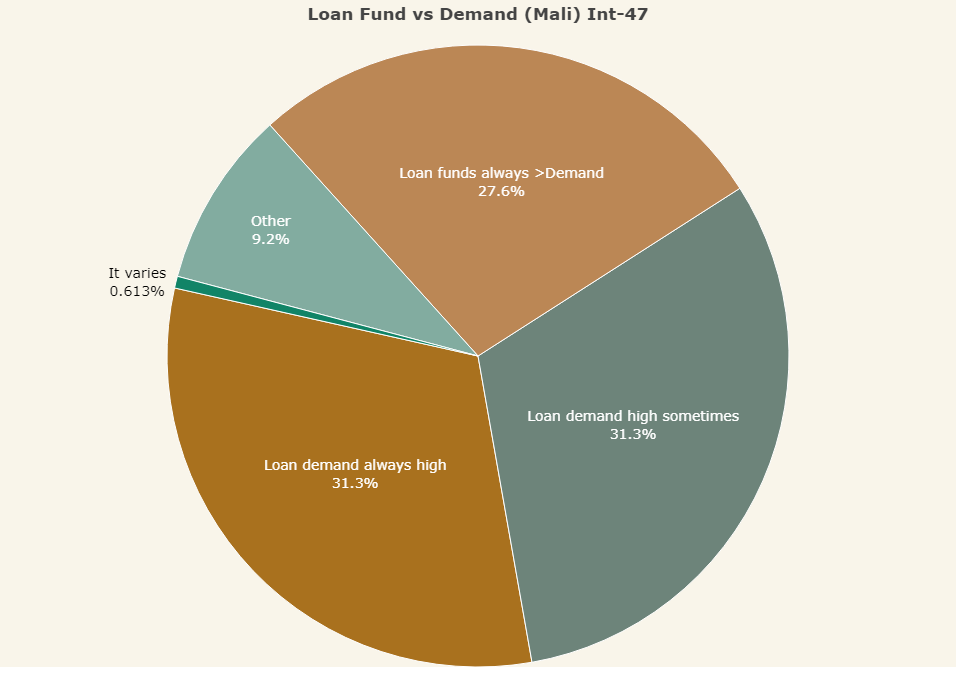 Loan Fund vs Demand (Mali) Int-47
Loan funds always >Demand
27.6%
Other
9.2%
It varies
0.613%
Loan demand high sometimes
31.3%
Loan demand always high
31.3%